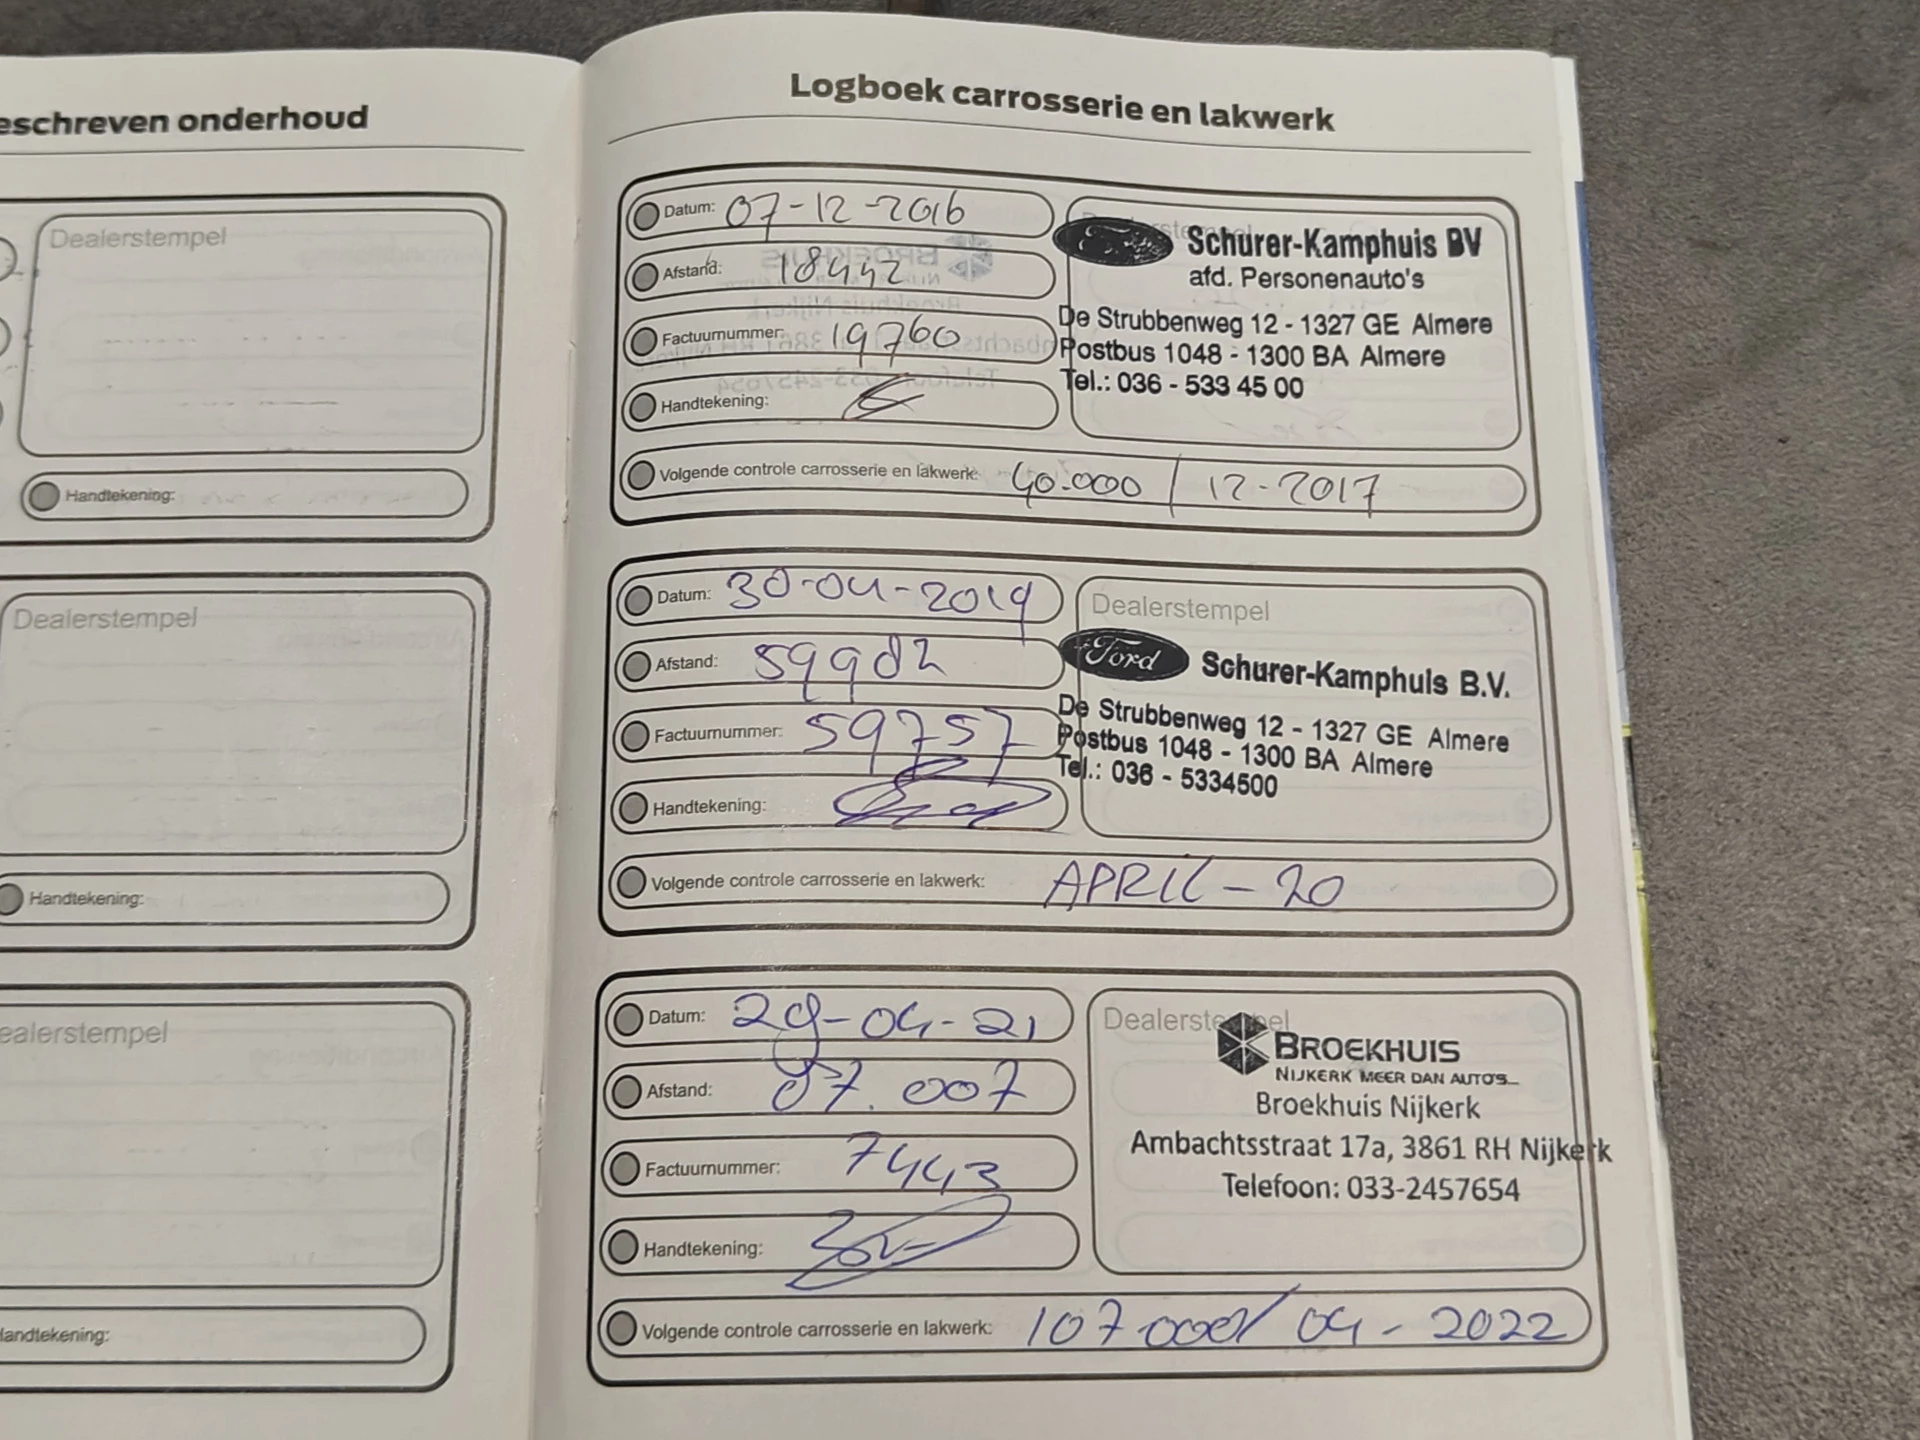 eschreven onderhoud
Dealerstempel
Handtekening:
Dealerstempel
Handtekening:
ealerstempel
landtekening:
Logboek carrosserie en lakwerk
Datum: 07-12-2016
Afstand: 18442
Factuurnummer: 19760
Handtekening:
Ford Schurer-Kamphuis BV
afd. Personenauto's
De Strubbenweg 12 - 1327 GE Almere
Postbus 1048 - 1300 BA Almere
Tel.: 036 - 533 45 00
Volgende controle carrosserie en lakwerk: 40.000 / 12-2017
Datum: 30-04-2019
Afstand: 59982
Factuurnummer: 59757
Handtekening:
Dealerstempel
Ford Schurer-Kamphuis B.V.
De Strubbenweg 12 - 1327 GE Almere
Postbus 1048 - 1300 BA Almere
Tel.: 036 - 5334500
Volgende controle carrosserie en lakwerk: APRIL - 20
Datum: 29-04-21
Afstand: 87.007
Factuurnummer: 7443
Handtekening:
Dealerstempel
BROEKHUIS
NIJKERK MEER DAN AUTO'S...
Broekhuis Nijkerk
Ambachtsstraat 17a, 3861 RH Nijkerk
Telefoon: 033-2457654
Volgende controle carrosserie en lakwerk: 107.000/ 04-2022